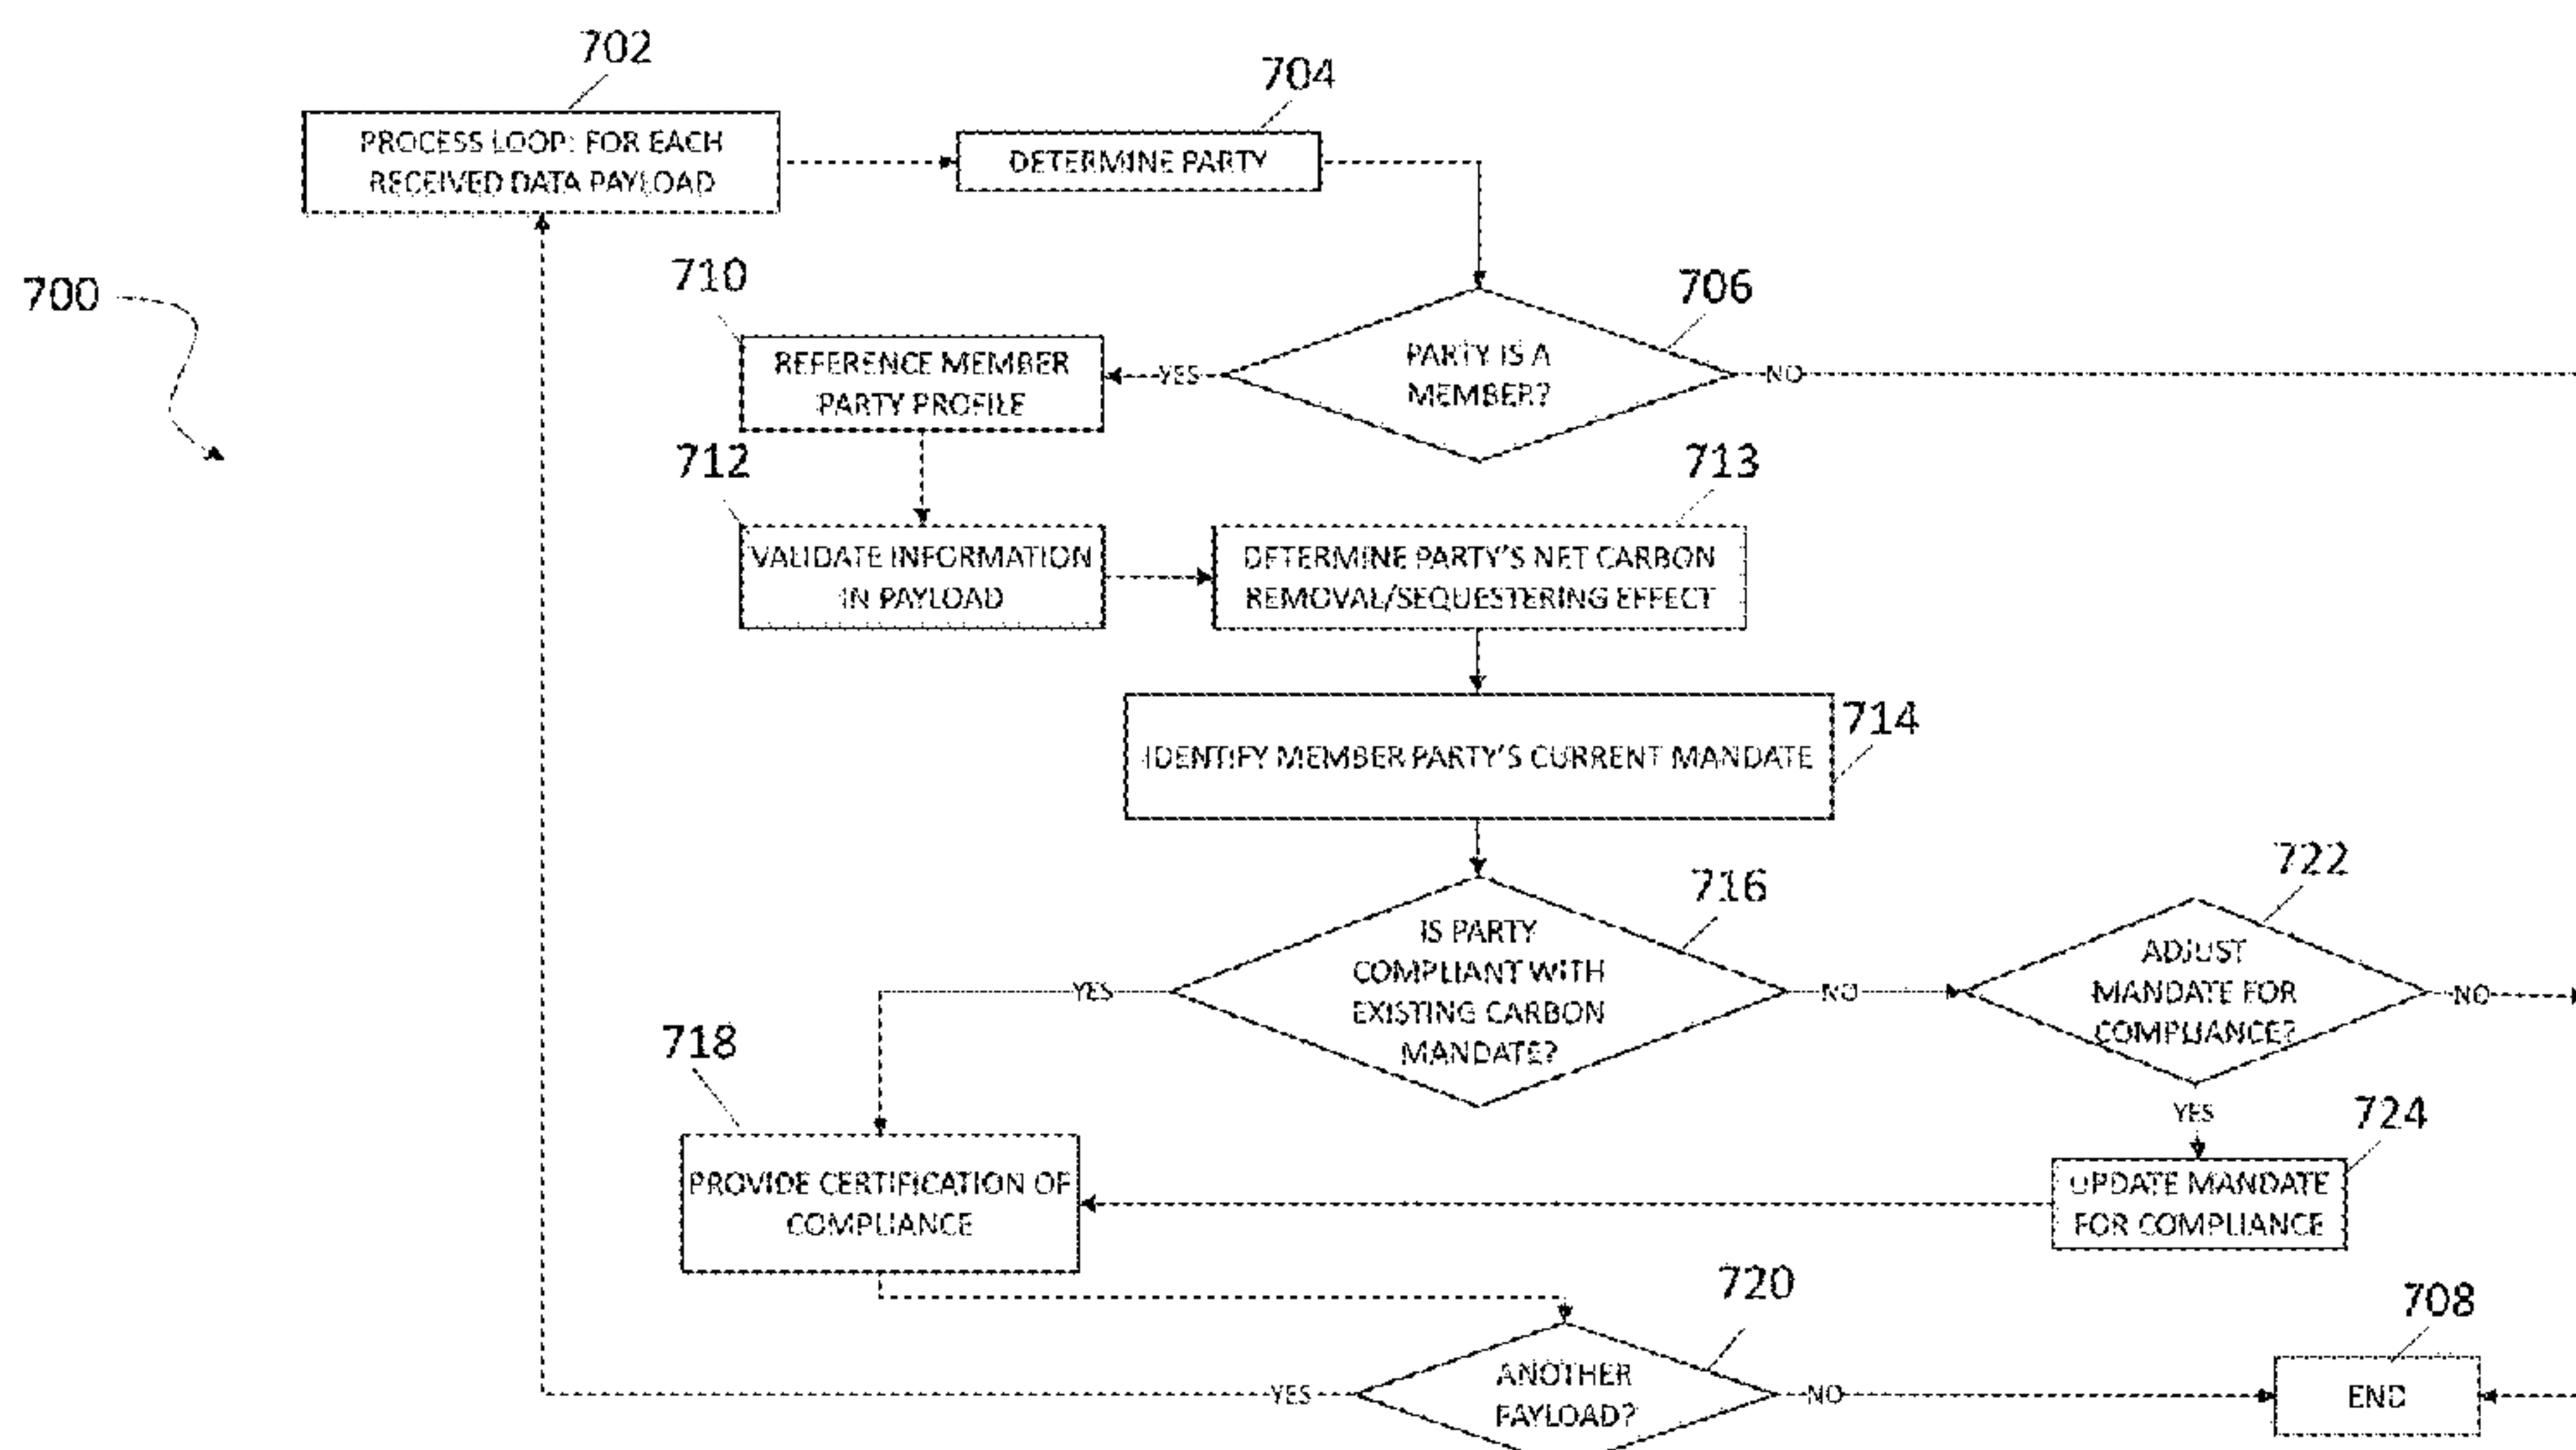 702
PROCESS LOOP: FOR EACH
RECEIVED DATA PAYLOAD
704
DETERMINE PARTY
700
710
REFERENCE MEMBER
PARTY PROFILE
YES
706
PARTY IS A
MEMBER?
NO
712
VALIDATE INFORMATION
IN PAYLOAD
713
DETERMINE PARTY'S NET CARBON
REMOVAL/SEQUESTERING EFFECT
714
IDENTIFY MEMBER PARTY'S CURRENT MANDATE
716
IS PARTY
COMPLIANT WITH
EXISTING CARBON
MANDATE?
YES
NO
722
ADJUST
MANDATE FOR
COMPLIANCE?
NO
YES
718
PROVIDE CERTIFICATION OF
COMPLIANCE
724
UPDATE MANDATE
FOR COMPLIANCE
720
ANOTHER
PAYLOAD?
YES
NO
708
END